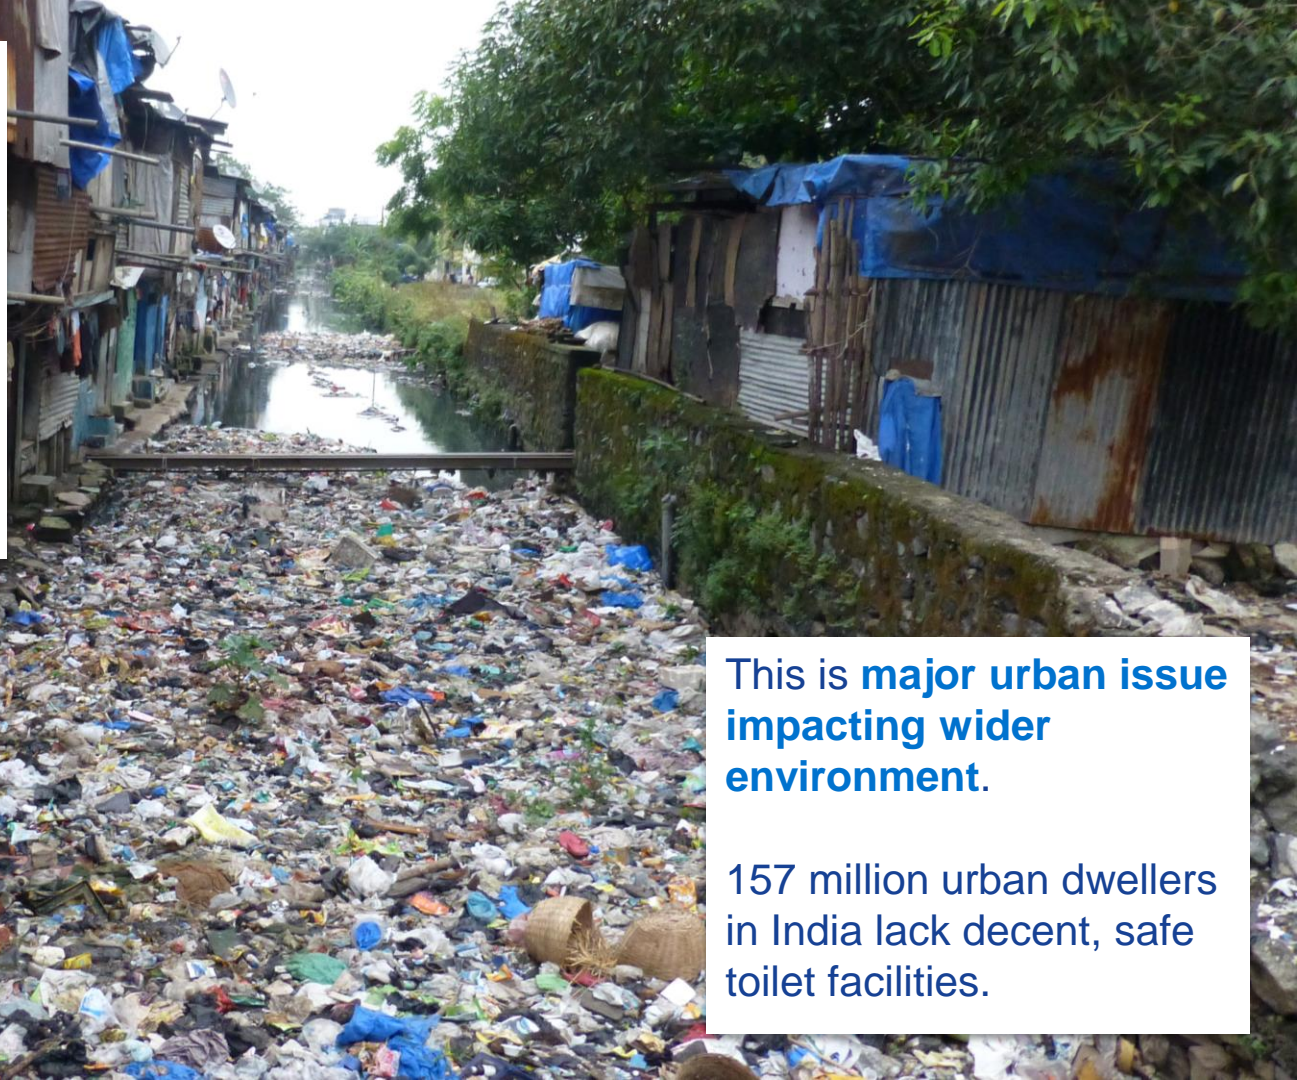 This is major urban issue
impacting wider
environment.
157 million urban dwellers
in India lack decent, safe
toilet facilities.